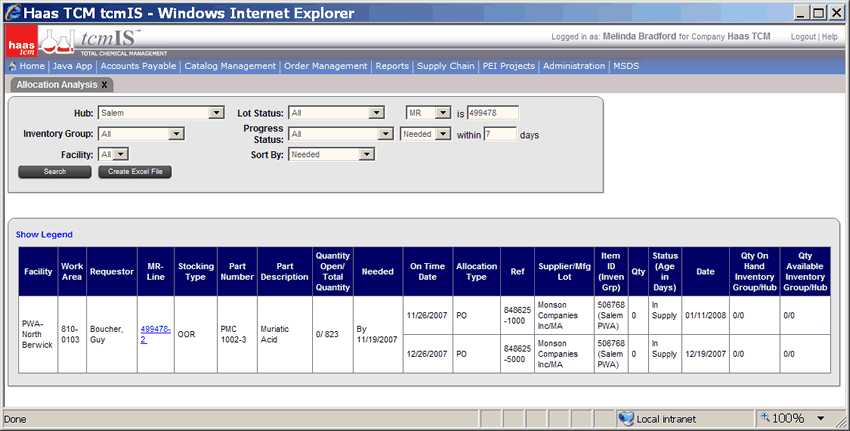 Haas TCM tcmIS - Windows Internet Explorer
haas tcm
tcmIS™
TOTAL CHEMICAL MANAGEMENT
Logged in as: Melinda Bradford for Company Haas TCM Logout | Help
Home | Java App | Accounts Payable | Catalog Management | Order Management | Reports | Supply Chain | PEI Projects | Administration | MSDS
Allocation Analysis X
Hub: Salem Lot Status: All MR is 499478
Inventory Group: All Progress Status: All Needed within 7 days
Facility: All Sort By: Needed
Search Create Excel File
Show Legend
Facility Work Area Requestor MR-Line Stocking Type Part Number Part Description Quantity Open/ Total Quantity Needed On Time Date Allocation Type Ref Supplier/Mfg Lot Item ID (Inven Grp) Qty Status (Age in Days) Date Qty On Hand Inventory Group/Hub Qty Available Inventory Group/Hub
PWA-North Berwick 810-0103 Boucher, Guy 499478-2 OOR PMC 1002-3 Muriatic Acid 0/ 823 By 11/19/2007 11/26/2007 PO 848625-1000 Monson Companies Inc/MA 506768 (Salem PWA) 0 In Supply 01/11/2008 0/0 0/0
12/26/2007 PO 848625-5000 Monson Companies Inc/MA 506768 (Salem PWA) 0 In Supply 12/19/2007 0/0 0/0
Done Local intranet 100%